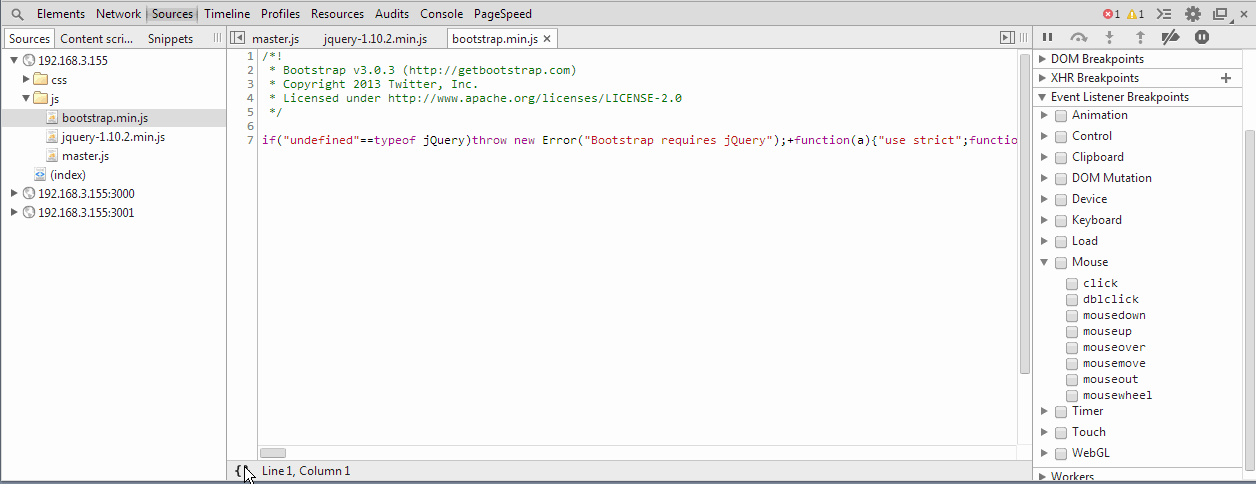 Elements Network Sources Timeline Profiles Resources Audits Console PageSpeed 1 1
Sources Content scri... Snippets
192.168.3.155
css
js
bootstrap.min.js
jquery-1.10.2.min.js
master.js
(index)
192.168.3.155:3000
192.168.3.155:3001
master.js jquery-1.10.2.min.js bootstrap.min.js
1 /*!
2 * Bootstrap v3.0.3 (http://getbootstrap.com)
3 * Copyright 2013 Twitter, Inc.
4 * Licensed under http://www.apache.org/licenses/LICENSE-2.0
5 */
6
7 if("undefined"==typeof jQuery)throw new Error("Bootstrap requires jQuery");+function(a){"use strict";functio
{ Line 1, Column 1
DOM Breakpoints
XHR Breakpoints
Event Listener Breakpoints
Animation
Control
Clipboard
DOM Mutation
Device
Keyboard
Load
Mouse
click
dblclick
mousedown
mouseup
mouseover
mousemove
mouseout
mousewheel
Timer
Touch
WebGL
Workers